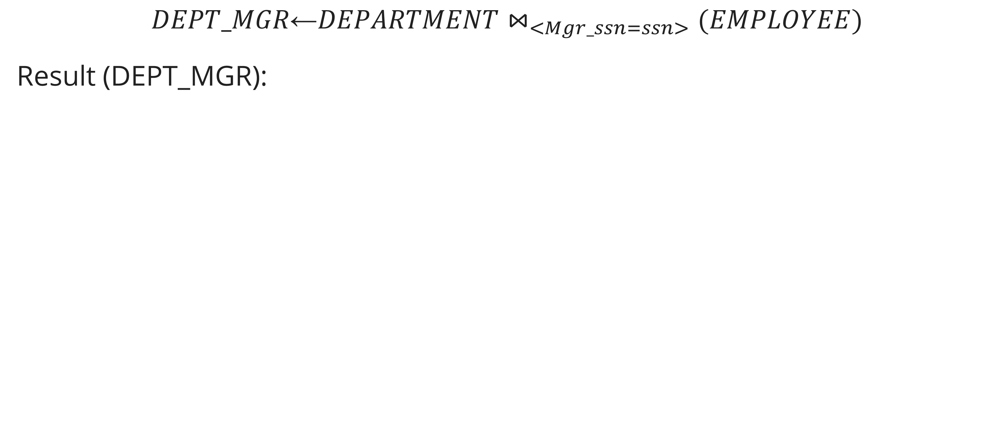 DEPT_MGR←DEPARTMENT ⋈<Mgr_ssn=ssn> (EMPLOYEE)
Result (DEPT_MGR):